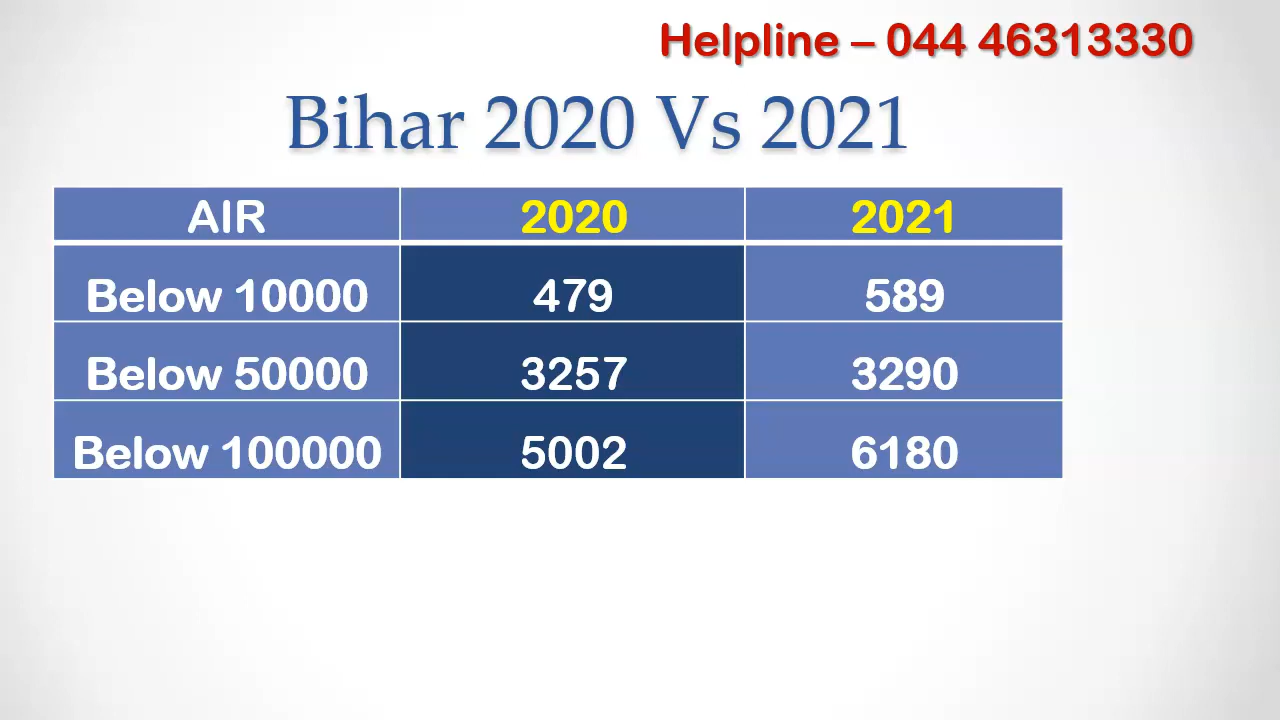 Helpline – 044 46313330
Bihar 2020 Vs 2021
AIR 2020 2021
Below 10000 479 589
Below 50000 3257 3290
Below 100000 5002 6180